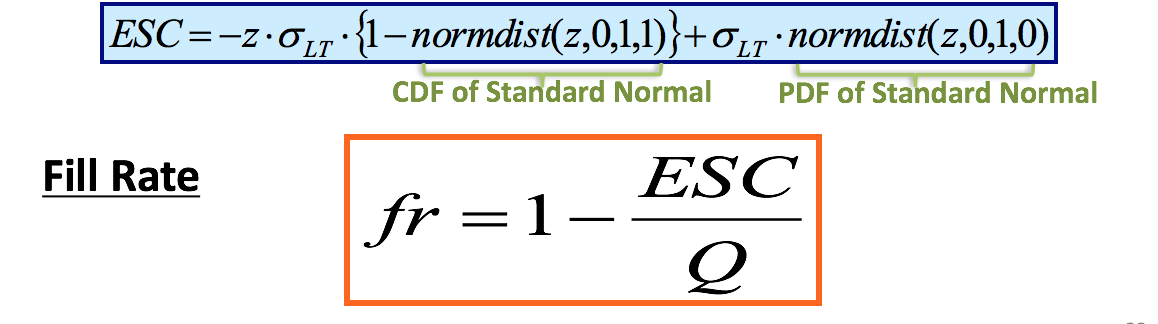 ESC = −z · σ_LT · {1 − normdist(z,0,1,1)} + σ_LT · normdist(z,0,1,0)
CDF of Standard Normal PDF of Standard Normal
Fill Rate
fr = 1 − ESC / Q